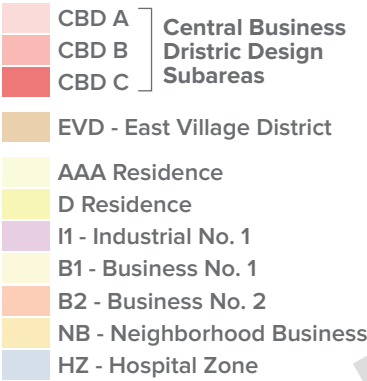 CBD A
CBD B
CBD C
Central Business
Dristric Design
Subareas
EVD - East Village District
AAA Residence
D Residence
I1 - Industrial No. 1
B1 - Business No. 1
B2 - Business No. 2
NB - Neighborhood Business
HZ - Hospital Zone